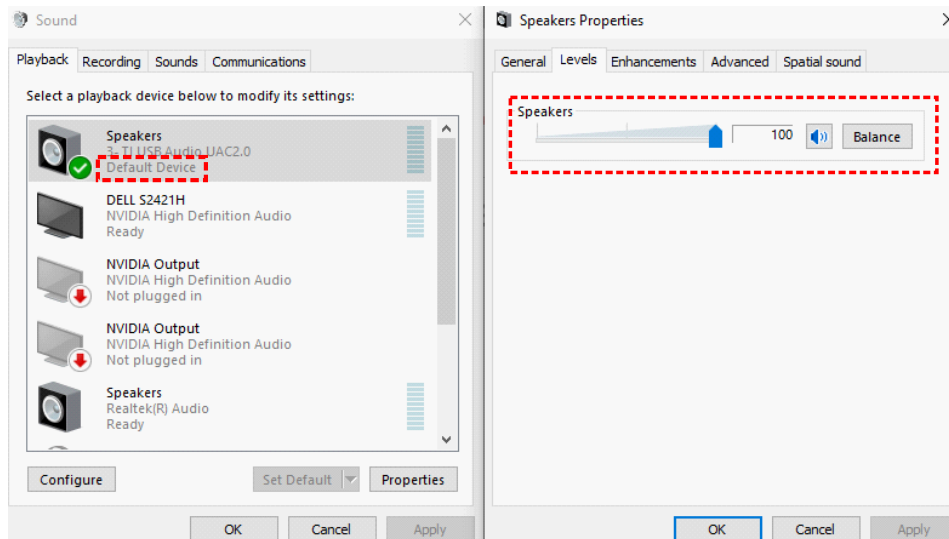 Sound
Playback Recording Sounds Communications
Select a playback device below to modify its settings:
Speakers
3- TI USB Audio UAC2.0
Default Device
DELL S2421H
NVIDIA High Definition Audio
Ready
NVIDIA Output
NVIDIA High Definition Audio
Not plugged in
NVIDIA Output
NVIDIA High Definition Audio
Not plugged in
Speakers
Realtek(R) Audio
Ready
Configure Set Default Properties
OK Cancel Apply
Speakers Properties
General Levels Enhancements Advanced Spatial sound
Speakers
100 Balance
OK Cancel Apply